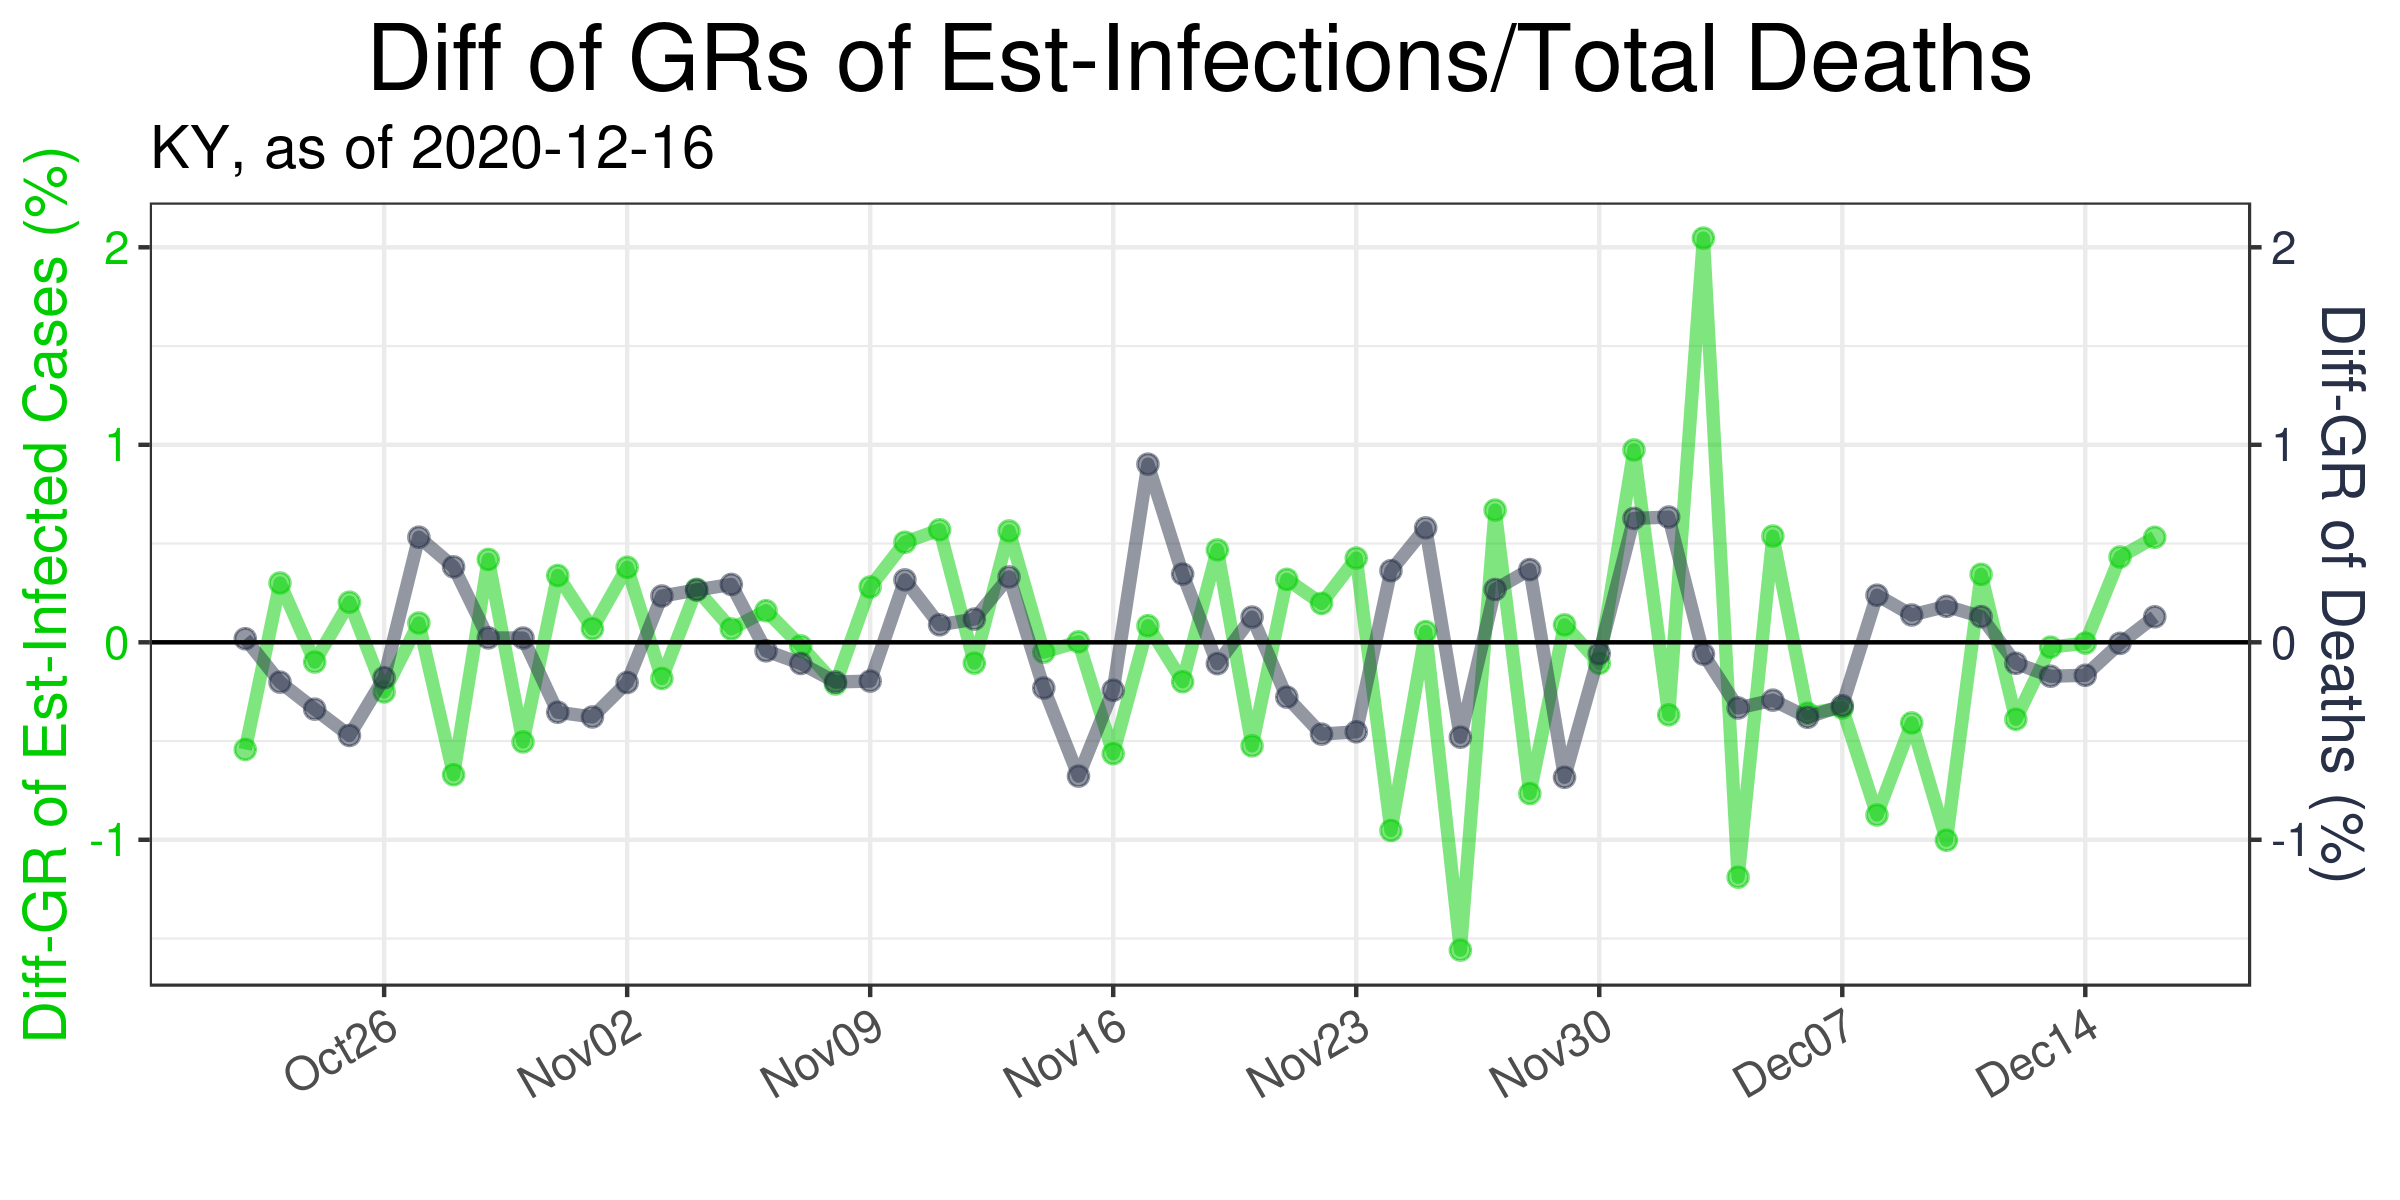 Diff of GRs of Est-Infections/Total Deaths
KY, as of 2020-12-16
Diff-GR of Est-Infected Cases (%)
2
1
0
-1
2
1
0
-1
Diff-GR of Deaths (%)
Oct26
Nov02
Nov09
Nov16
Nov23
Nov30
Dec07
Dec14